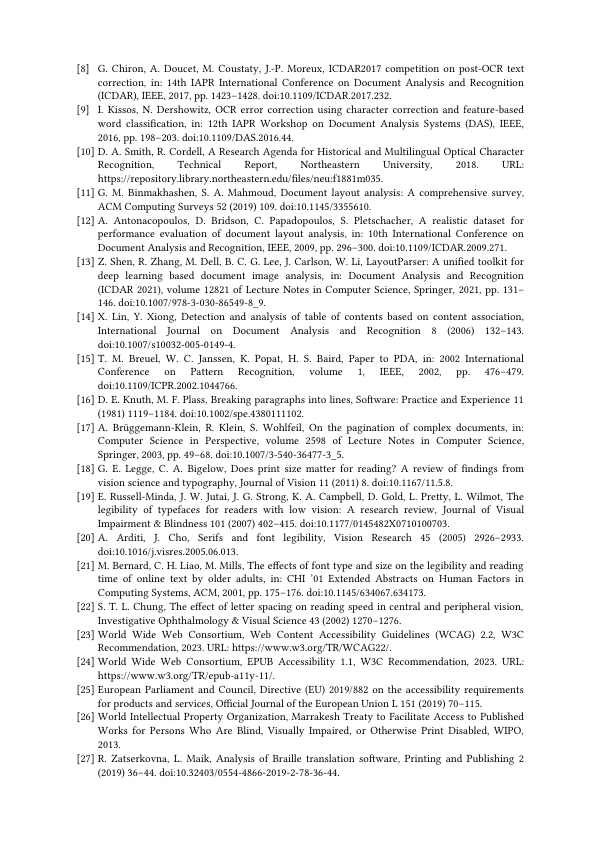 [8] G. Chiron, A. Doucet, M. Coustaty, J.-P. Moreux, ICDAR2017 competition on post-OCR text
correction, in: 14th IAPR International Conference on Document Analysis and Recognition
(ICDAR), IEEE, 2017, pp. 1423–1428. doi:10.1109/ICDAR.2017.232.
[9] I. Kissos, N. Dershowitz, OCR error correction using character correction and feature-based
word classification, in: 12th IAPR Workshop on Document Analysis Systems (DAS), IEEE,
2016, pp. 198–203. doi:10.1109/DAS.2016.44.
[10] D. A. Smith, R. Cordell, A Research Agenda for Historical and Multilingual Optical Character
Recognition, Technical Report, Northeastern University, 2018. URL:
https://repository.library.northeastern.edu/files/neu:f1881m035.
[11] G. M. Binmakhashen, S. A. Mahmoud, Document layout analysis: A comprehensive survey,
ACM Computing Surveys 52 (2019) 109. doi:10.1145/3355610.
[12] A. Antonacopoulos, D. Bridson, C. Papadopoulos, S. Pletschacher, A realistic dataset for
performance evaluation of document layout analysis, in: 10th International Conference on
Document Analysis and Recognition, IEEE, 2009, pp. 296–300. doi:10.1109/ICDAR.2009.271.
[13] Z. Shen, R. Zhang, M. Dell, B. C. G. Lee, J. Carlson, W. Li, LayoutParser: A unified toolkit for
deep learning based document image analysis, in: Document Analysis and Recognition
(ICDAR 2021), volume 12821 of Lecture Notes in Computer Science, Springer, 2021, pp. 131–
146. doi:10.1007/978-3-030-86549-8_9.
[14] X. Lin, Y. Xiong, Detection and analysis of table of contents based on content association,
International Journal on Document Analysis and Recognition 8 (2006) 132–143.
doi:10.1007/s10032-005-0149-4.
[15] T. M. Breuel, W. C. Janssen, K. Popat, H. S. Baird, Paper to PDA, in: 2002 International
Conference on Pattern Recognition, volume 1, IEEE, 2002, pp. 476–479.
doi:10.1109/ICPR.2002.1044766.
[16] D. E. Knuth, M. F. Plass, Breaking paragraphs into lines, Software: Practice and Experience 11
(1981) 1119–1184. doi:10.1002/spe.4380111102.
[17] A. Brüggemann-Klein, R. Klein, S. Wohlfeil, On the pagination of complex documents, in:
Computer Science in Perspective, volume 2598 of Lecture Notes in Computer Science,
Springer, 2003, pp. 49–68. doi:10.1007/3-540-36477-3_5.
[18] G. E. Legge, C. A. Bigelow, Does print size matter for reading? A review of findings from
vision science and typography, Journal of Vision 11 (2011) 8. doi:10.1167/11.5.8.
[19] E. Russell-Minda, J. W. Jutai, J. G. Strong, K. A. Campbell, D. Gold, L. Pretty, L. Wilmot, The
legibility of typefaces for readers with low vision: A research review, Journal of Visual
Impairment & Blindness 101 (2007) 402–415. doi:10.1177/0145482X0710100703.
[20] A. Arditi, J. Cho, Serifs and font legibility, Vision Research 45 (2005) 2926–2933.
doi:10.1016/j.visres.2005.06.013.
[21] M. Bernard, C. H. Liao, M. Mills, The effects of font type and size on the legibility and reading
time of online text by older adults, in: CHI ’01 Extended Abstracts on Human Factors in
Computing Systems, ACM, 2001, pp. 175–176. doi:10.1145/634067.634173.
[22] S. T. L. Chung, The effect of letter spacing on reading speed in central and peripheral vision,
Investigative Ophthalmology & Visual Science 43 (2002) 1270–1276.
[23] World Wide Web Consortium, Web Content Accessibility Guidelines (WCAG) 2.2, W3C
Recommendation, 2023. URL: https://www.w3.org/TR/WCAG22/.
[24] World Wide Web Consortium, EPUB Accessibility 1.1, W3C Recommendation, 2023. URL:
https://www.w3.org/TR/epub-a11y-11/.
[25] European Parliament and Council, Directive (EU) 2019/882 on the accessibility requirements
for products and services, Official Journal of the European Union L 151 (2019) 70–115.
[26] World Intellectual Property Organization, Marrakesh Treaty to Facilitate Access to Published
Works for Persons Who Are Blind, Visually Impaired, or Otherwise Print Disabled, WIPO,
2013.
[27] R. Zatserkovna, L. Maik, Analysis of Braille translation software, Printing and Publishing 2
(2019) 36–44. doi:10.32403/0554-4866-2019-2-78-36-44.